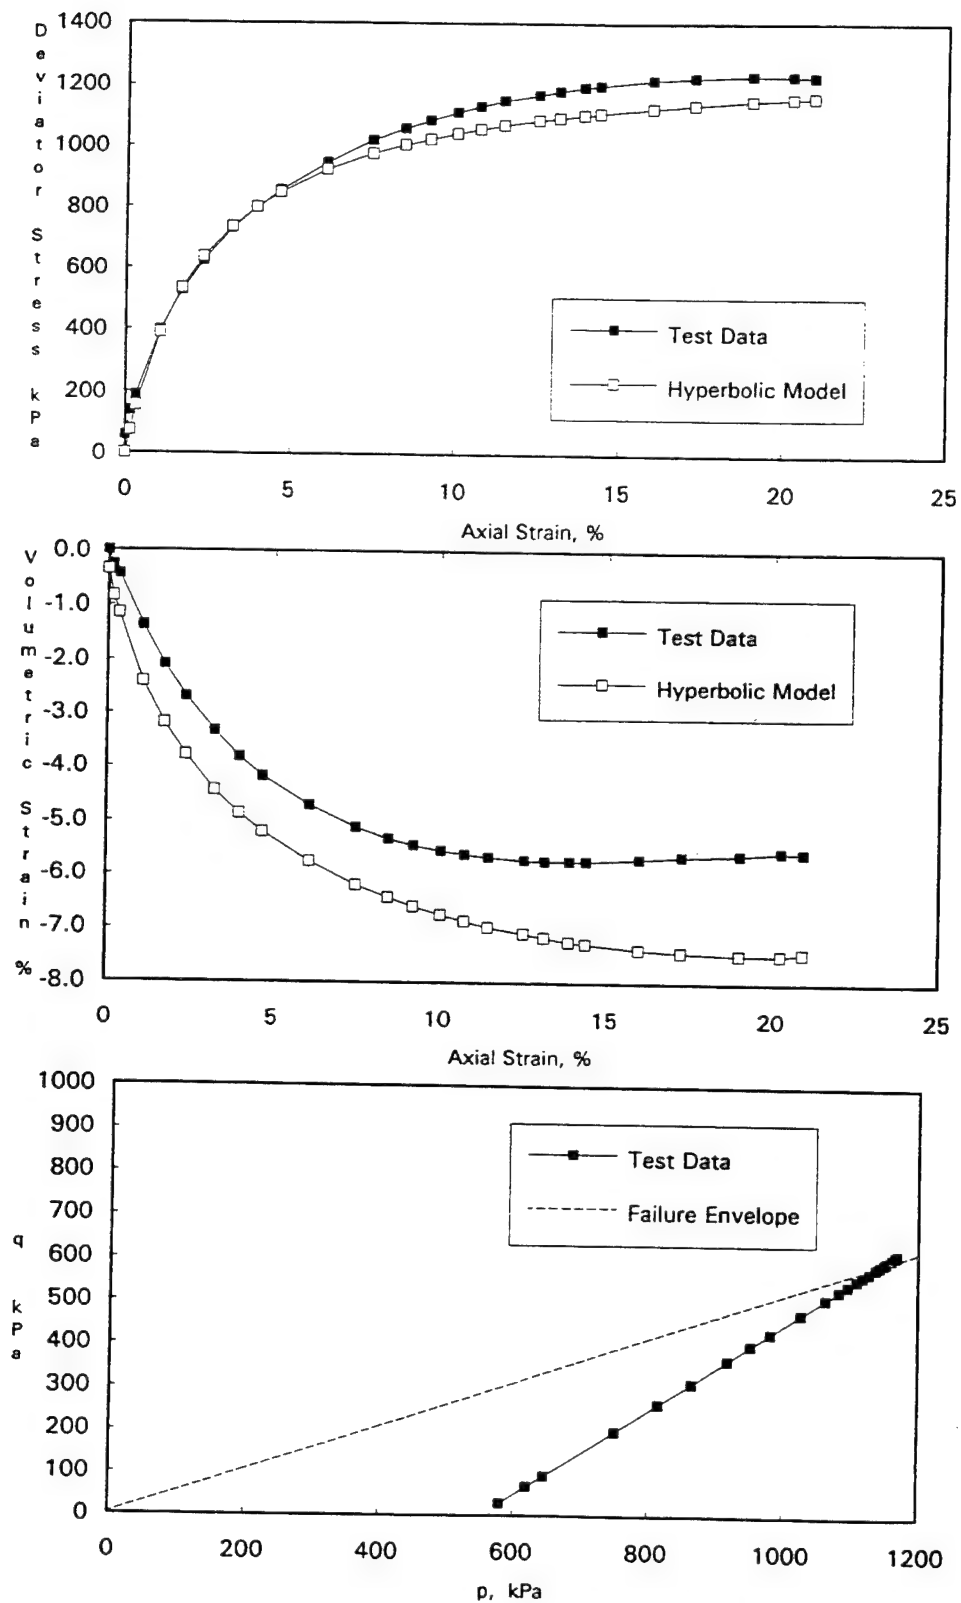 Deviator Stress kPa
1400
1200
1000
800
600
400
200
0
Test Data
Hyperbolic Model
0 5 10 15 20 25
Axial Strain, %
Volumetric Strain %
0.0
-1.0
-2.0
-3.0
-4.0
-5.0
-6.0
-7.0
-8.0
Test Data
Hyperbolic Model
0 5 10 15 20 25
Axial Strain, %
q kPa
1000
900
800
700
600
500
400
300
200
100
0
Test Data
Failure Envelope
0 200 400 600 800 1000 1200
p, kPa